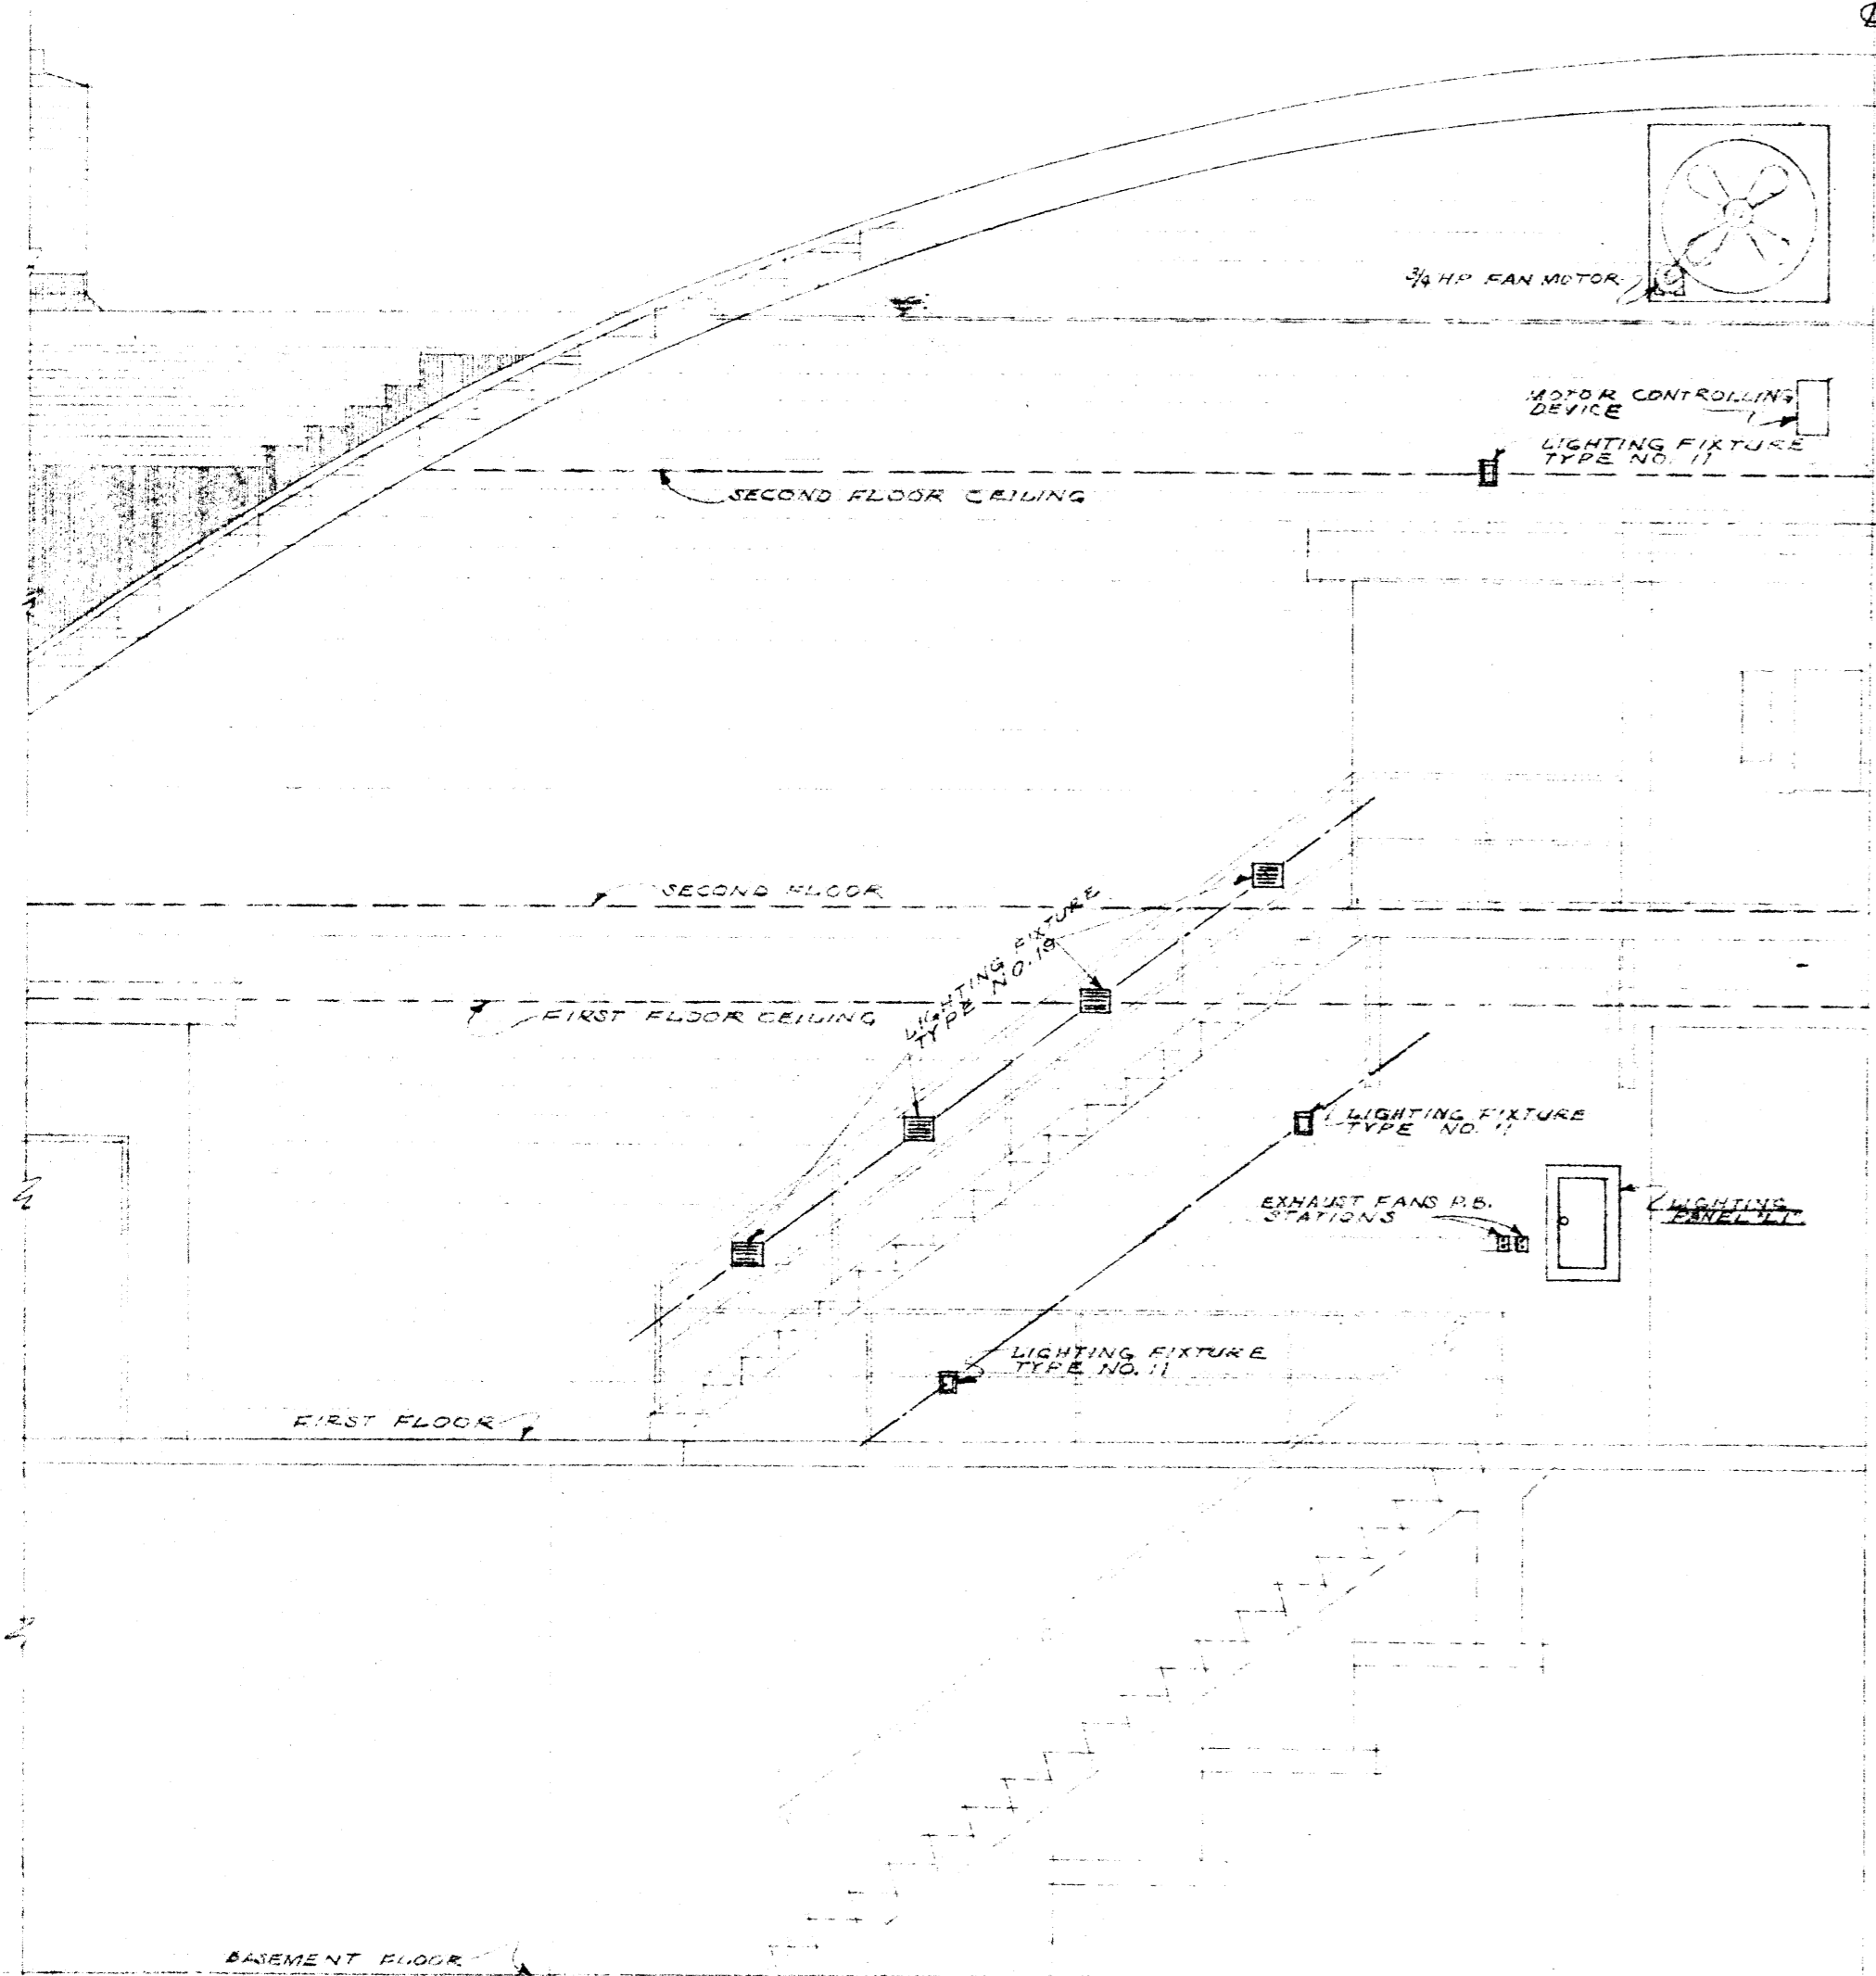 3/4 HP FAN MOTOR
MOTOR CONTROLLING
DEVICE
LIGHTING FIXTURE
TYPE NO. 11
SECOND FLOOR CEILING
SECOND FLOOR
LIGHTING FIXTURE
TYPE NO. 19
FIRST FLOOR CEILING
LIGHTING FIXTURE
TYPE NO. 11
EXHAUST FANS P.B.
STATIONS
LIGHTING
PANEL "L1".
LIGHTING FIXTURE
TYPE NO. 11
FIRST FLOOR
BASEMENT FLOOR